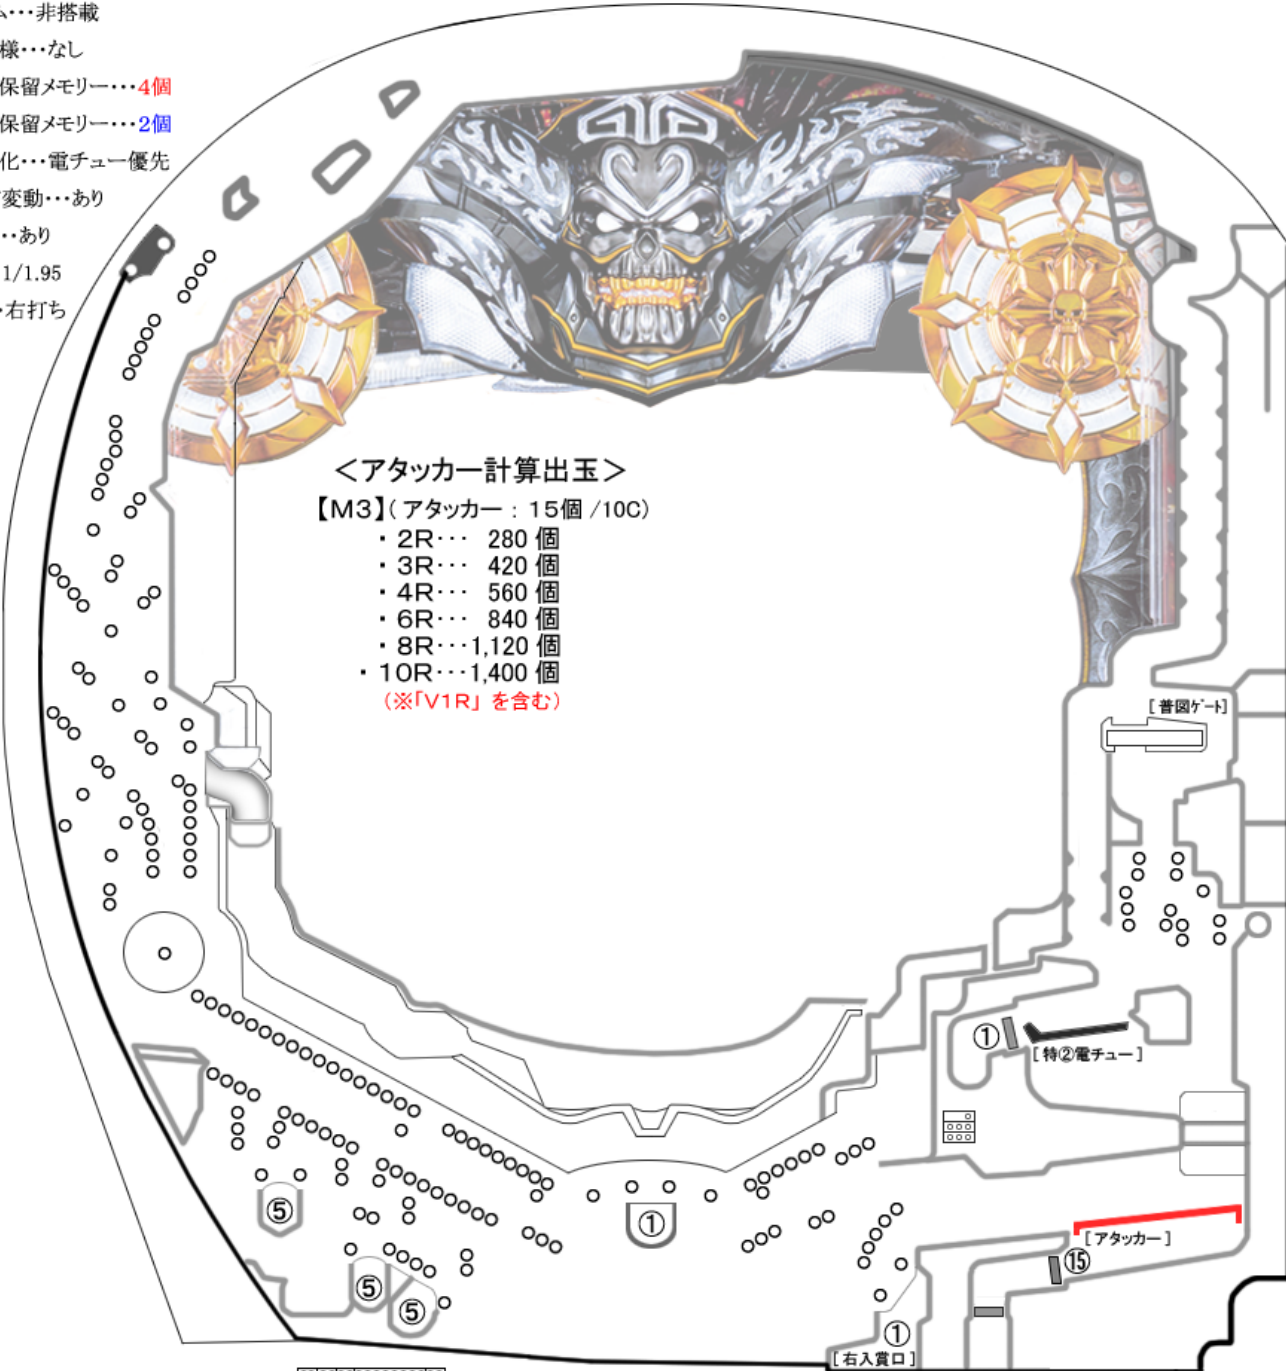 ム･･･非搭載
様･･･なし
保留メモリー･･･4個
保留メモリー･･･2個
化･･･電チュー優先
変動･･･あり
･･あり
1/1.95
･右打ち
＜アタッカー計算出玉＞
【M3】( アタッカー : 15個 /10C)
・2R･･･ 280 個
・3R･･･ 420 個
・4R･･･ 560 個
・6R･･･ 840 個
・8R･･･1,120 個
・10R･･･1,400 個
(※「V1R」を含む)
[ 普図ｹﾞｰﾄ]
①
[ 特②電チュー ]
⑤
①
[ アタッカー ]
⑮
⑤
⑤
①
[ 右入賞口 ]